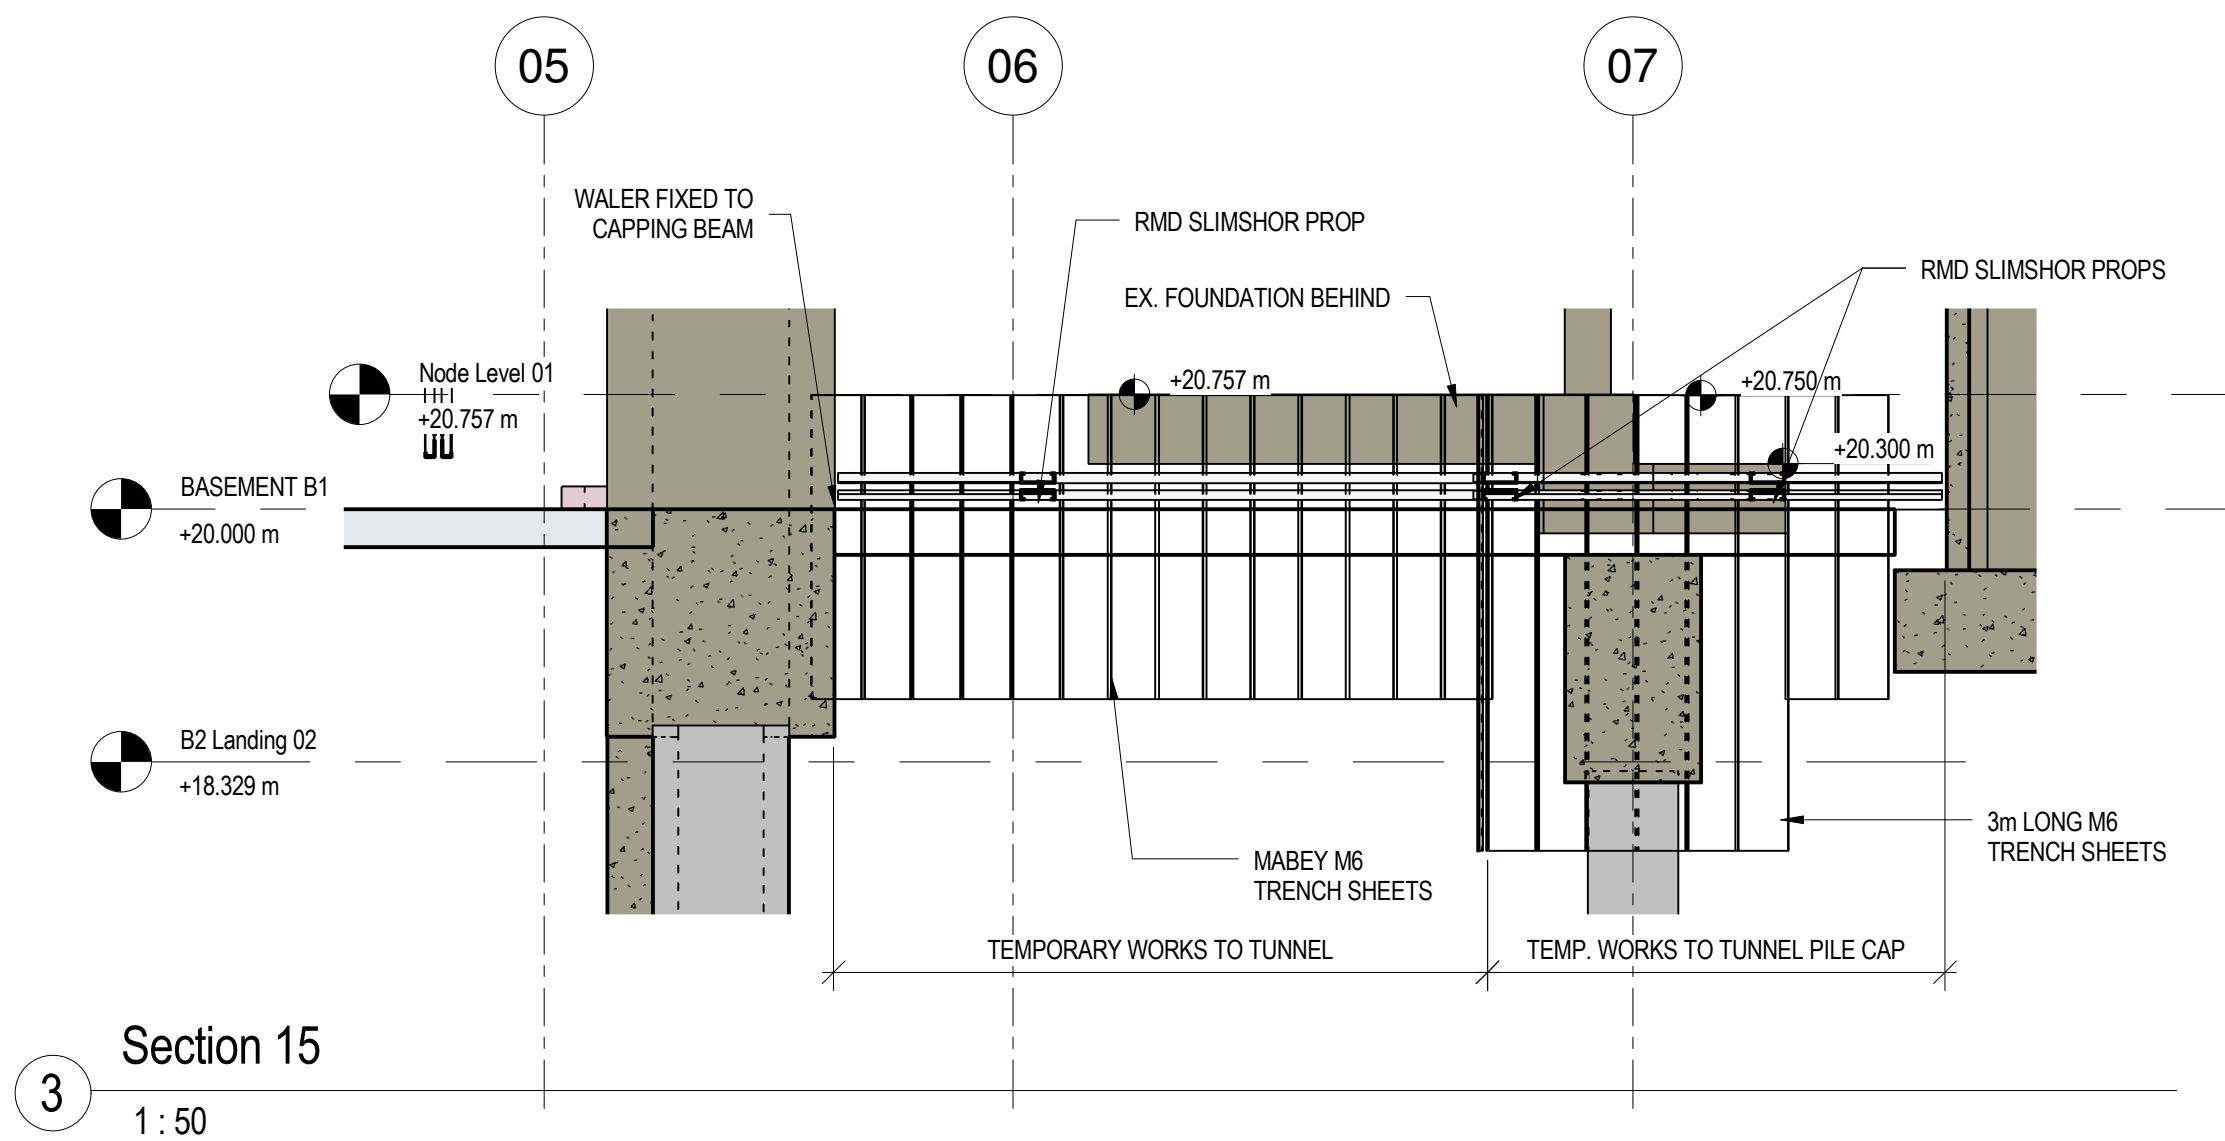 05
06
07
WALER FIXED TO
CAPPING BEAM
RMD SLIMSHOR PROP
EX. FOUNDATION BEHIND
RMD SLIMSHOR PROPS
Node Level 01
+20.757 m
+20.757 m
+20.750 m
+20.300 m
BASEMENT B1
+20.000 m
B2 Landing 02
+18.329 m
MABEY M6
TRENCH SHEETS
3m LONG M6
TRENCH SHEETS
TEMPORARY WORKS TO TUNNEL
TEMP. WORKS TO TUNNEL PILE CAP
Section 15
3
1 : 50